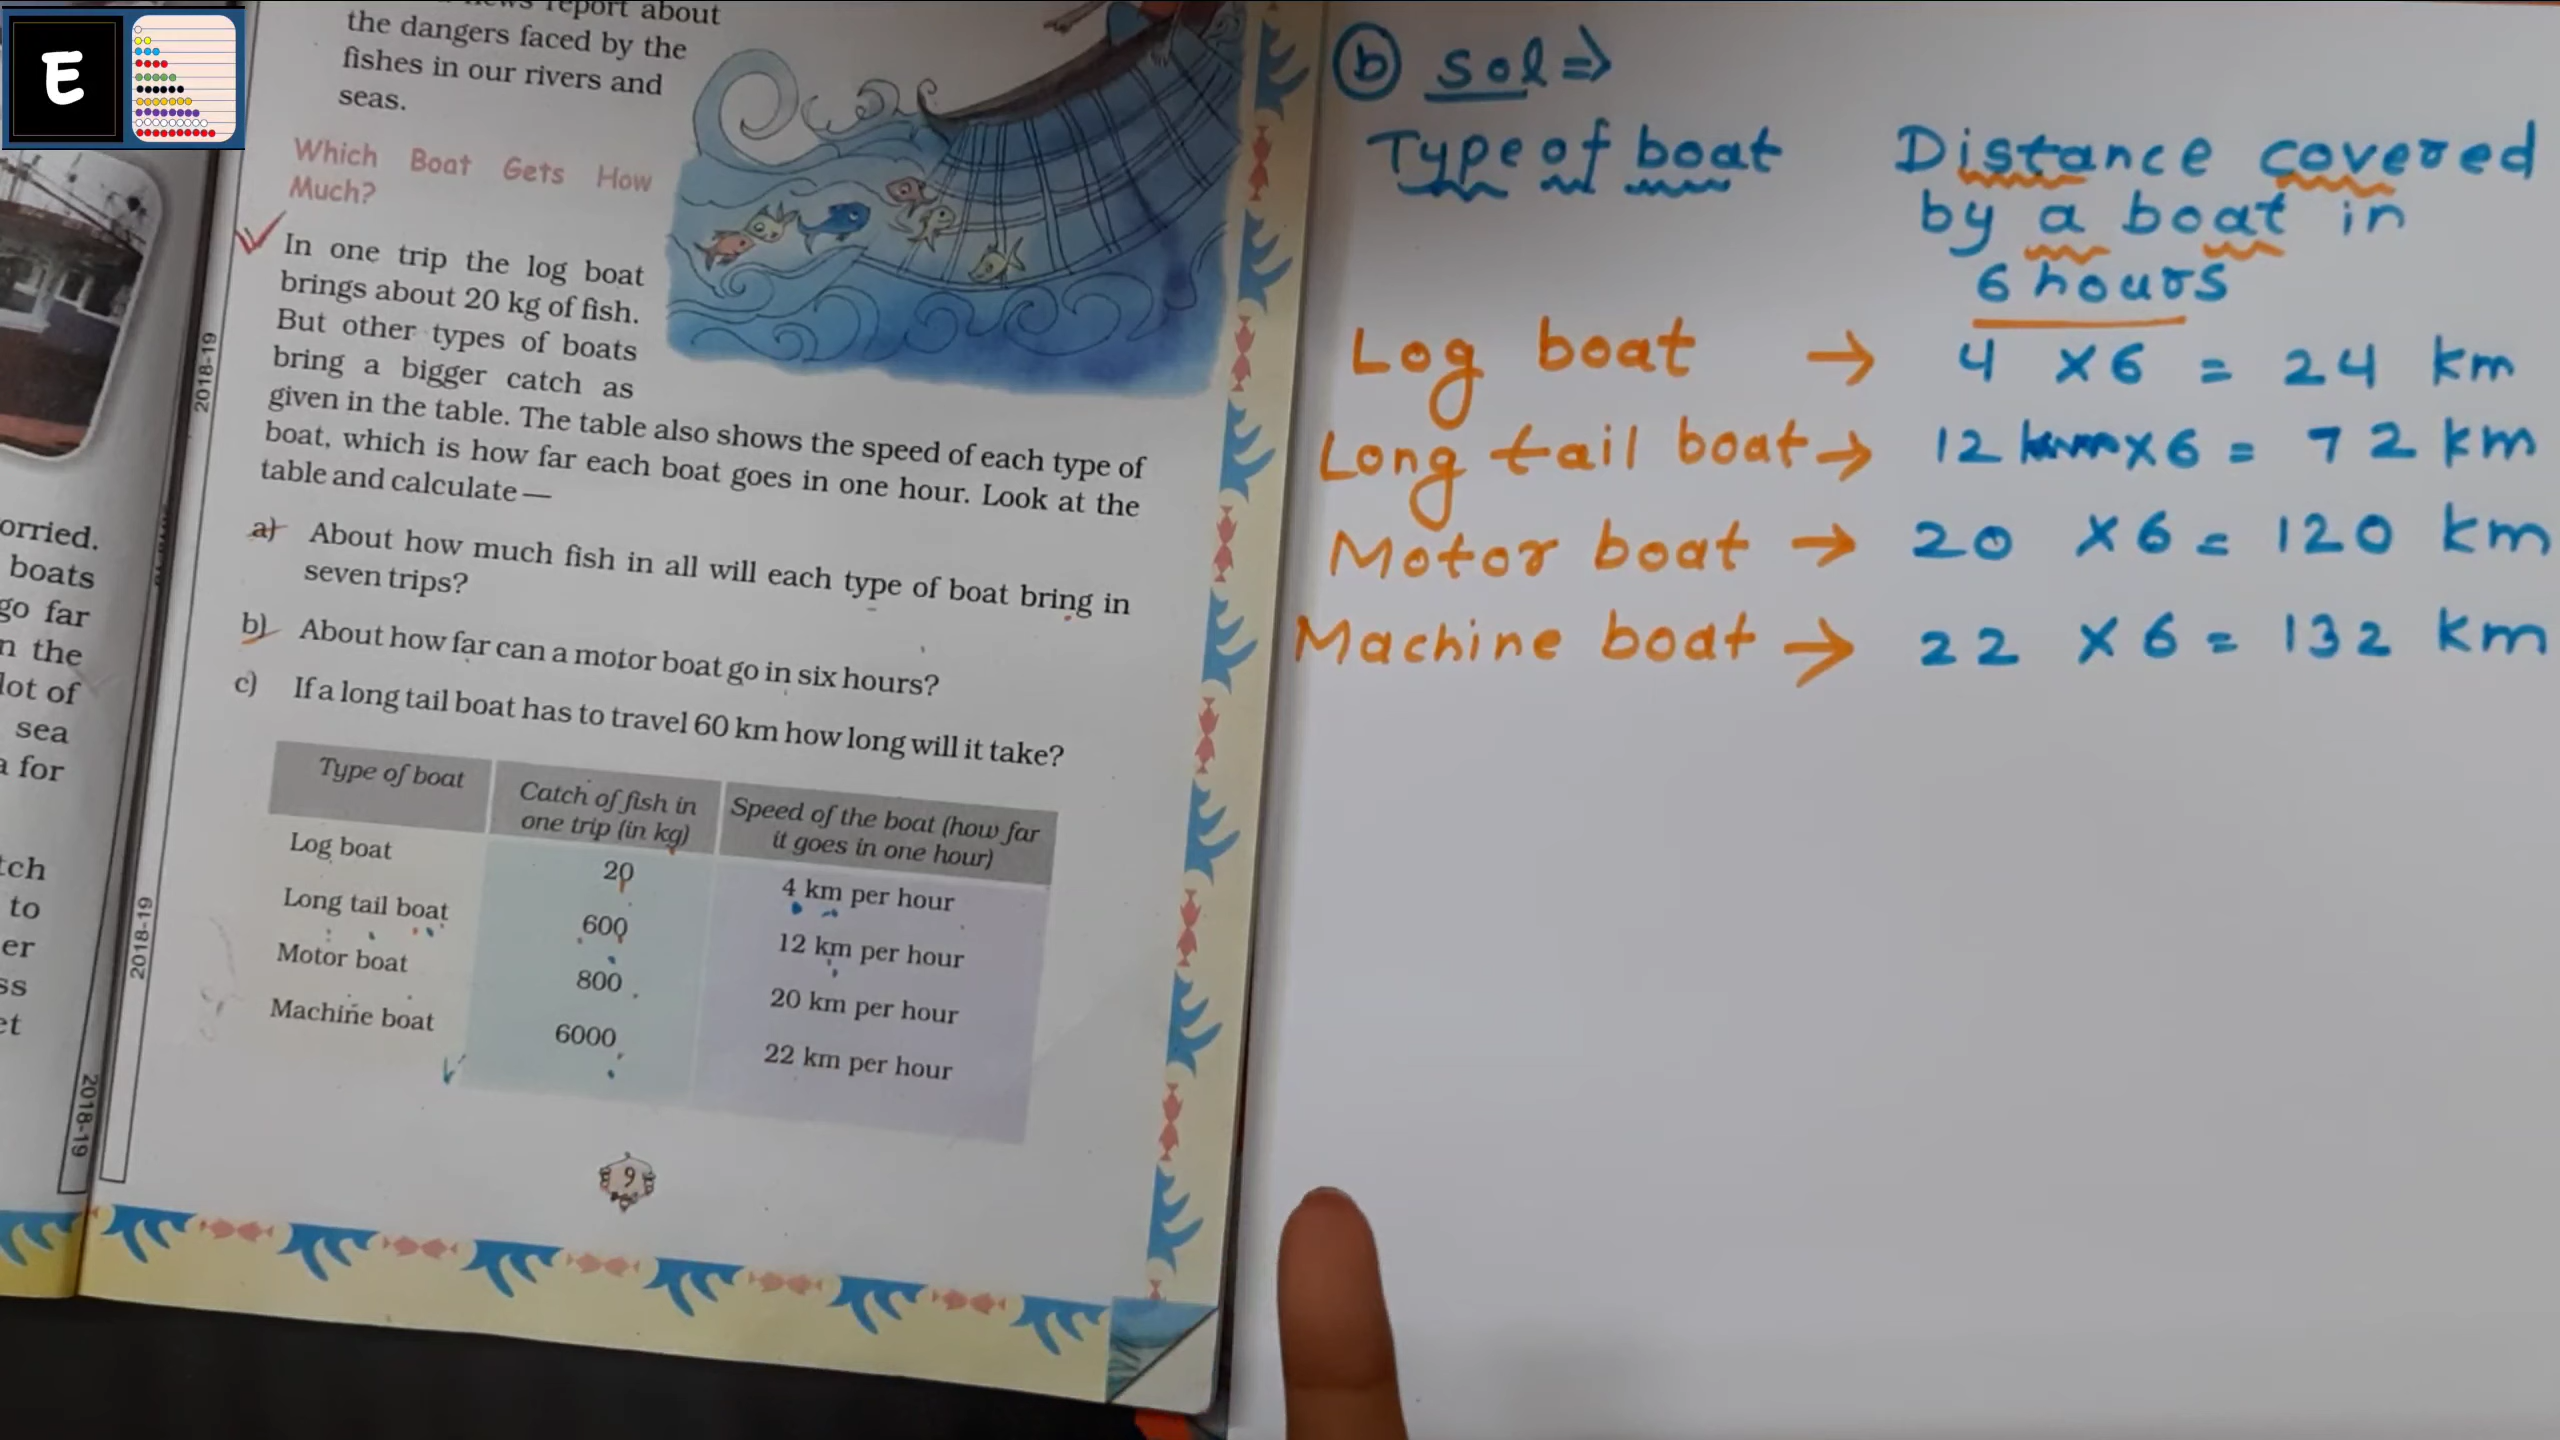 E
report about
the dangers faced by the
fishes in our rivers and
seas.
Which Boat Gets How
Much?
In one trip the log boat
brings about 20 kg of fish.
But other types of boats
bring a bigger catch as
given in the table. The table also shows the speed of each type of
boat, which is how far each boat goes in one hour. Look at the
table and calculate —
a) About how much fish in all will each type of boat bring in
seven trips?
b) About how far can a motor boat go in six hours?
c) If a long tail boat has to travel 60 km how long will it take?
Type of boat Catch of fish in one trip (in kg) Speed of the boat (how far it goes in one hour)
Log boat 20 4 km per hour
Long tail boat 600 12 km per hour
Motor boat 800 20 km per hour
Machine boat 6000 22 km per hour
9
2018-19
2018-19
2018-19
orried.
boats
go far
n the
lot of
sea
a for
tch
to
er
ss
et
b sol⇒
Type of boat Distance covered
by a boat in
6 hours
Log boat → 4 × 6 = 24 km
Long tail boat → 12 km × 6 = 72 km
Motor boat → 20 × 6 = 120 km
Machine boat → 22 × 6 = 132 km